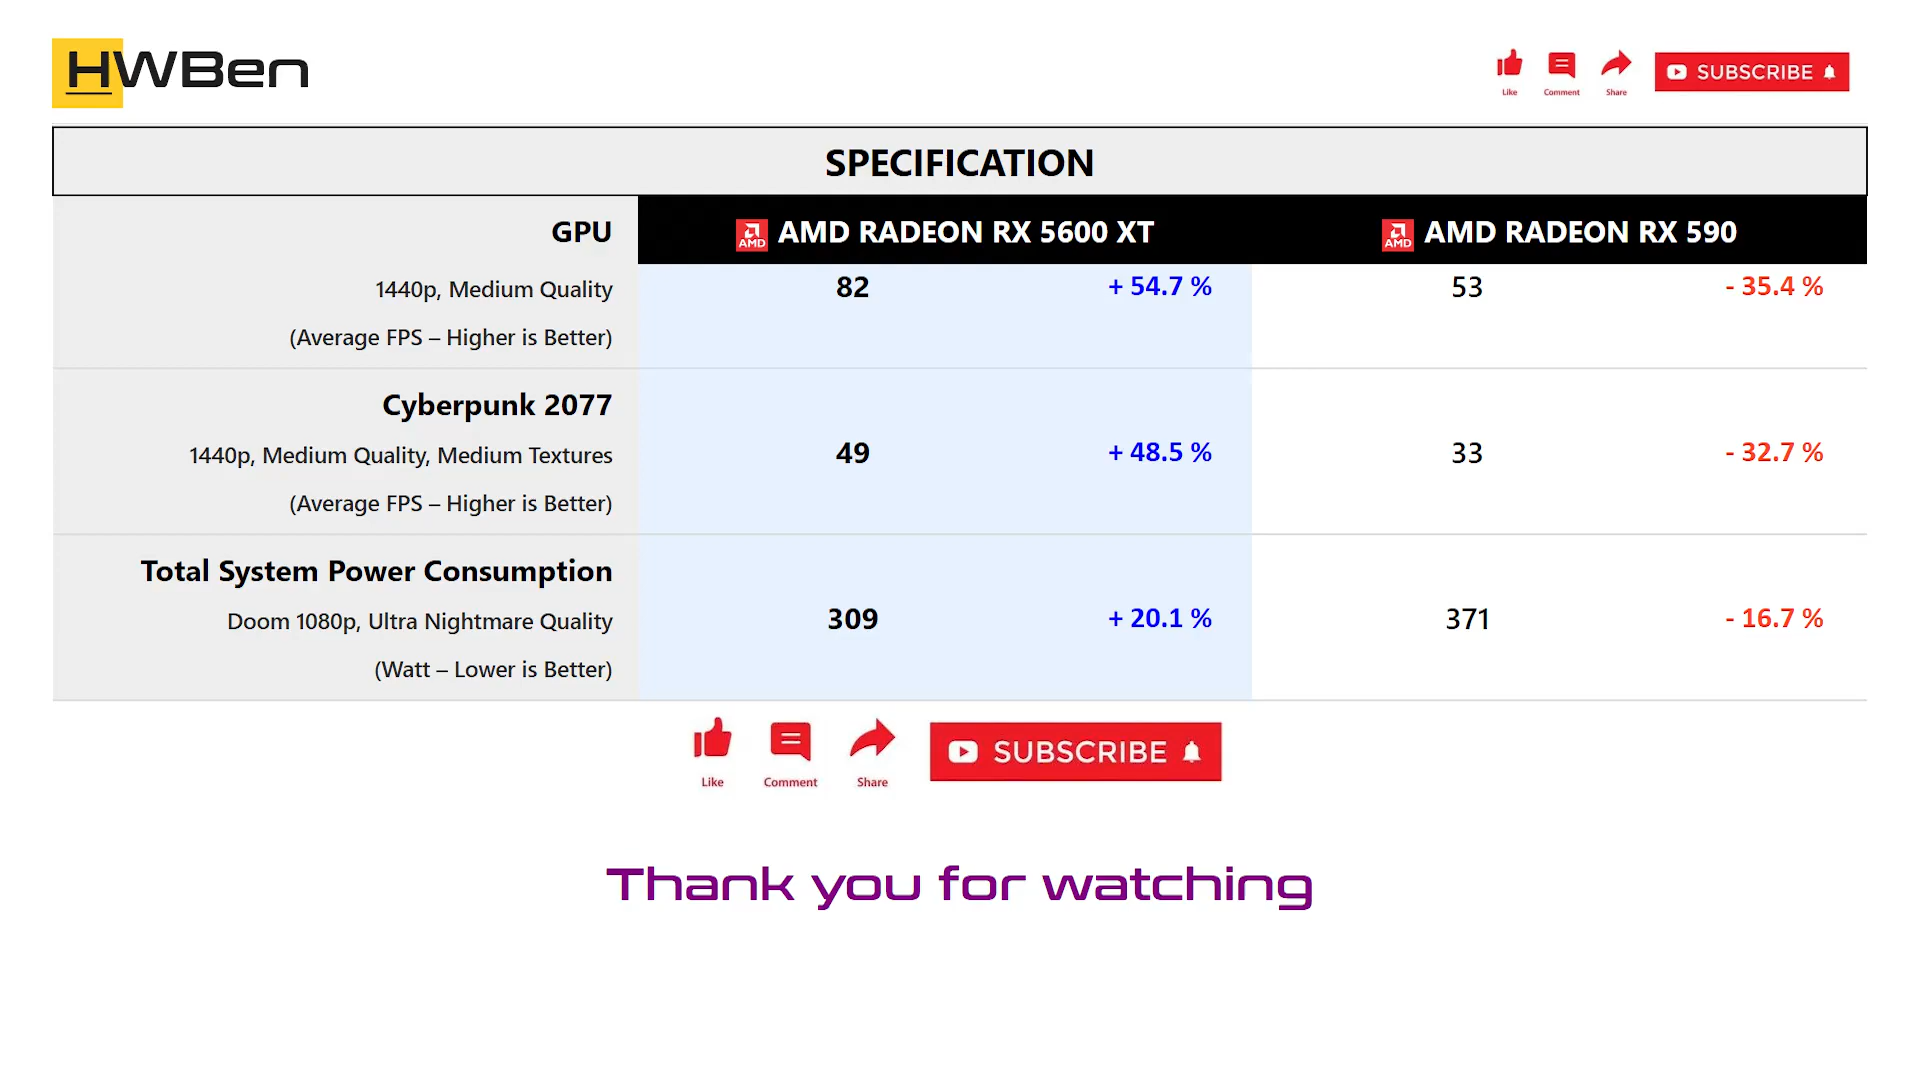 HWBen
Like Comment Share SUBSCRIBE
SPECIFICATION
GPU AMD AMD RADEON RX 5600 XT AMD AMD RADEON RX 590
1440p, Medium Quality 82 + 54.7 % 53 - 35.4 %
(Average FPS – Higher is Better)
Cyberpunk 2077
1440p, Medium Quality, Medium Textures 49 + 48.5 % 33 - 32.7 %
(Average FPS – Higher is Better)
Total System Power Consumption
Doom 1080p, Ultra Nightmare Quality 309 + 20.1 % 371 - 16.7 %
(Watt – Lower is Better)
Like Comment Share SUBSCRIBE
Thank you for watching